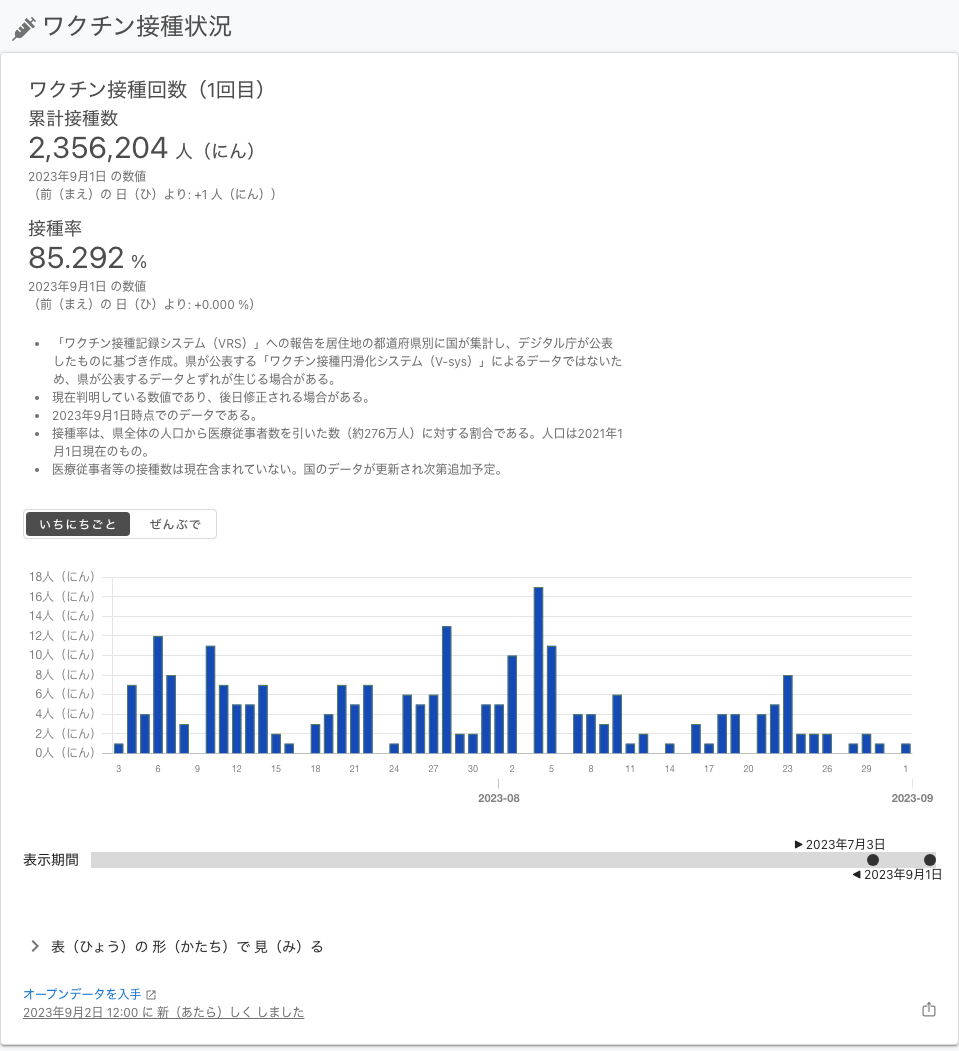 ワクチン接種状況
ワクチン接種回数（1回目）
累計接種数
2,356,204 人（にん）
2023年9月1日 の数値
（前（まえ）の 日（ひ）より: +1 人（にん））
接種率
85.292 %
2023年9月1日 の数値
（前（まえ）の 日（ひ）より: +0.000 %）
• 「ワクチン接種記録システム（VRS）」への報告を居住地の都道府県別に国が集計し、デジタル庁が公表
したものに基づき作成。県が公表する「ワクチン接種円滑化システム（V-sys）」によるデータではないた
め、県が公表するデータとずれが生じる場合がある。
• 現在判明している数値であり、後日修正される場合がある。
• 2023年9月1日時点でのデータである。
• 接種率は、県全体の人口から医療従事者数を引いた数（約276万人）に対する割合である。人口は2021年1
月1日現在のもの。
• 医療従事者等の接種数は現在含まれていない。国のデータが更新され次第追加予定。
いちにちごと ぜんぶで
18人（にん）
16人（にん）
14人（にん）
12人（にん）
10人（にん）
8人（にん）
6人（にん）
4人（にん）
2人（にん）
0人（にん）
3 6 9 12 15 18 21 24 27 30 2 5 8 11 14 17 20 23 26 29 1
2023-08 2023-09
▶ 2023年7月3日
表示期間
◀ 2023年9月1日
表（ひょう）の 形（かたち）で 見（み）る
オープンデータを入手
2023年9月2日 12:00 に 新（あたら）しく しました